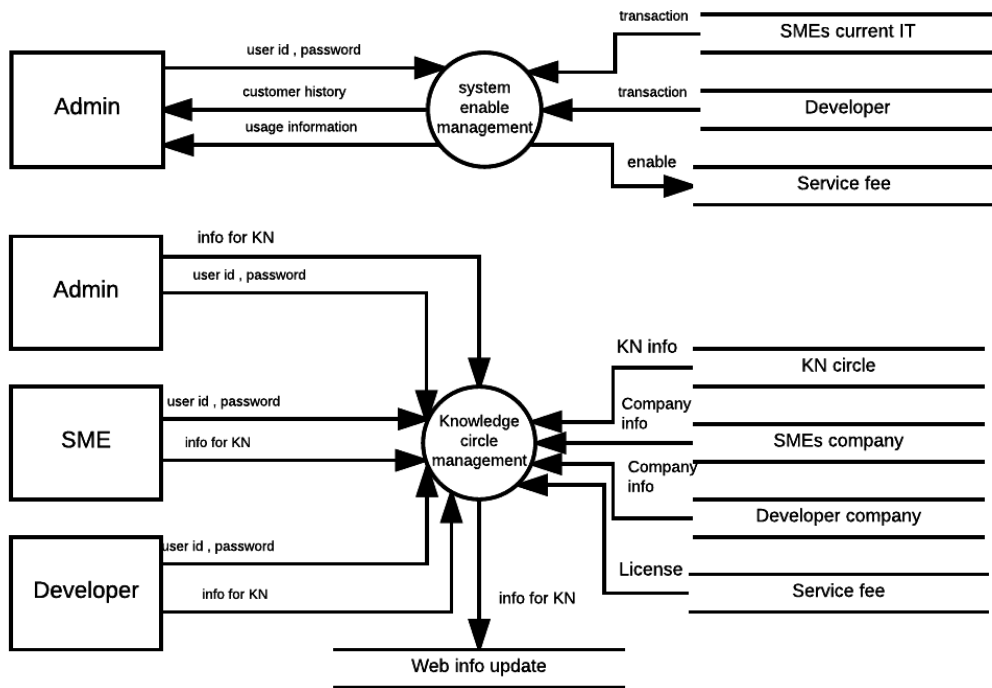 transaction
SMEs current IT
user id , password
Admin
customer history
system
enable
management
transaction
Developer
usage information
enable
Service fee
info for KN
Admin
user id , password
KN info
KN circle
SME
user id , password
info for KN
Knowledge
circle
management
Company
info
SMEs company
Company
info
Developer company
Developer
user id , password
info for KN
License
Service fee
info for KN
Web info update